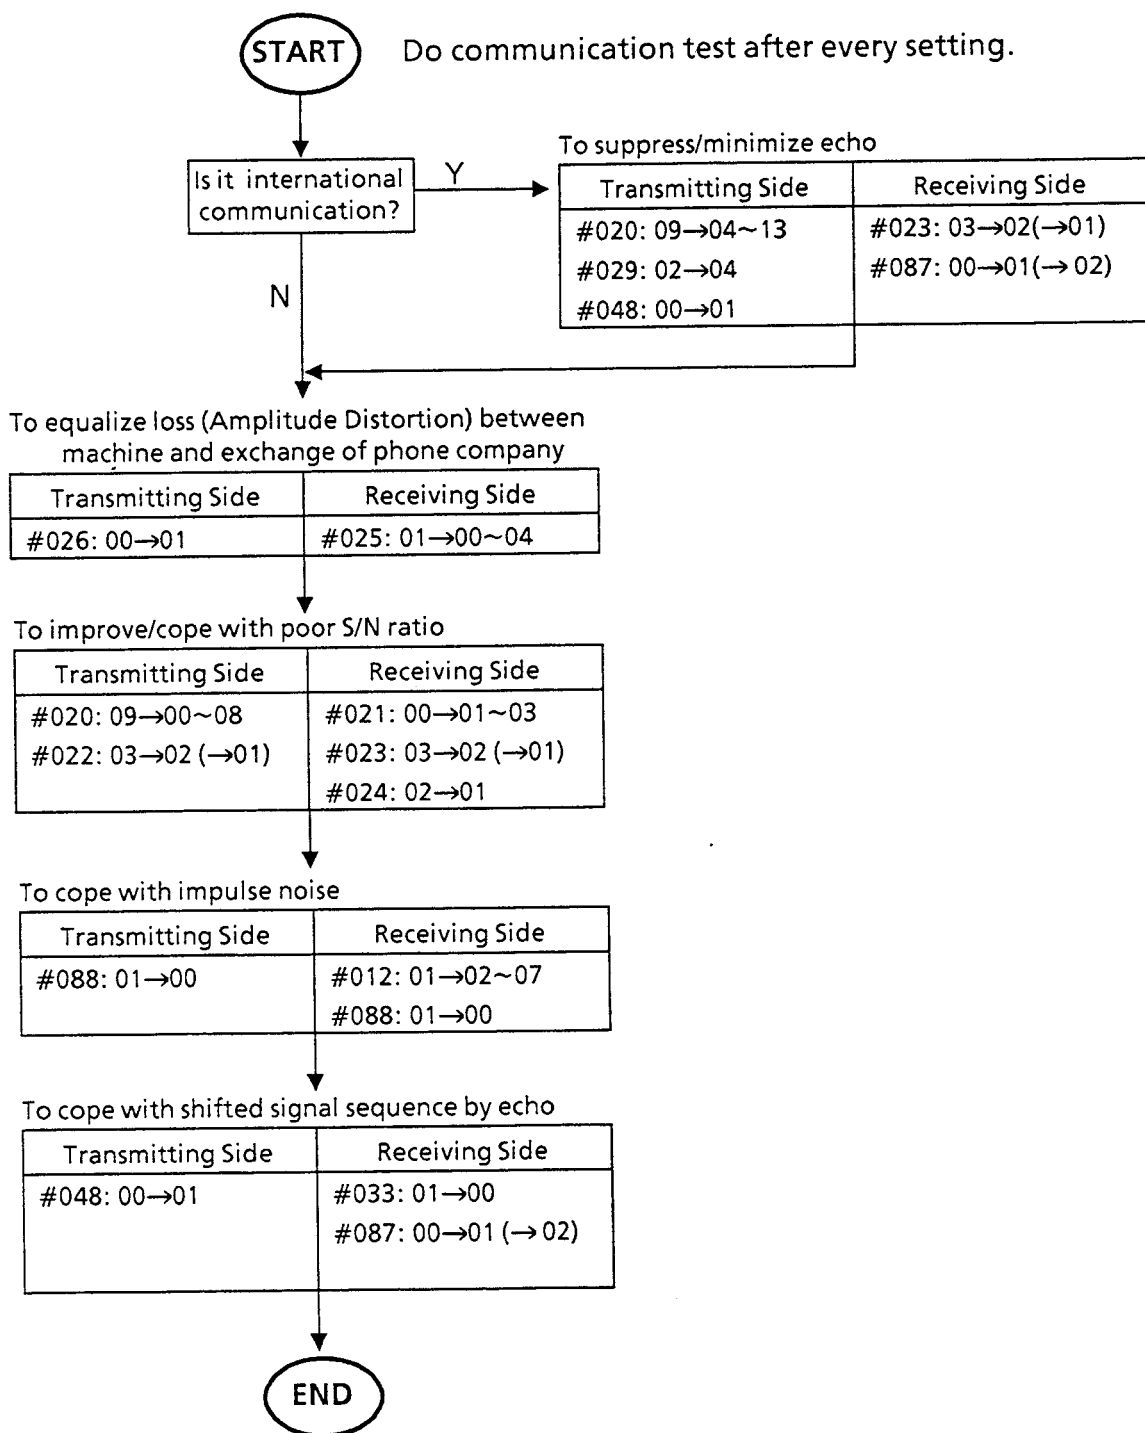 START
Do communication test after every setting.
Is it international
communication?
Y
N
To suppress/minimize echo
Transmitting Side
Receiving Side
#020: 09→04~13
#023: 03→02(→01)
#029: 02→04
#087: 00→01(→ 02)
#048: 00→01
To equalize loss (Amplitude Distortion) between
machine and exchange of phone company
Transmitting Side
Receiving Side
#026: 00→01
#025: 01→00~04
To improve/cope with poor S/N ratio
Transmitting Side
Receiving Side
#020: 09→00~08
#021: 00→01~03
#022: 03→02 (→01)
#023: 03→02 (→01)
#024: 02→01
To cope with impulse noise
Transmitting Side
Receiving Side
#088: 01→00
#012: 01→02~07
#088: 01→00
To cope with shifted signal sequence by echo
Transmitting Side
Receiving Side
#048: 00→01
#033: 01→00
#087: 00→01 (→ 02)
END